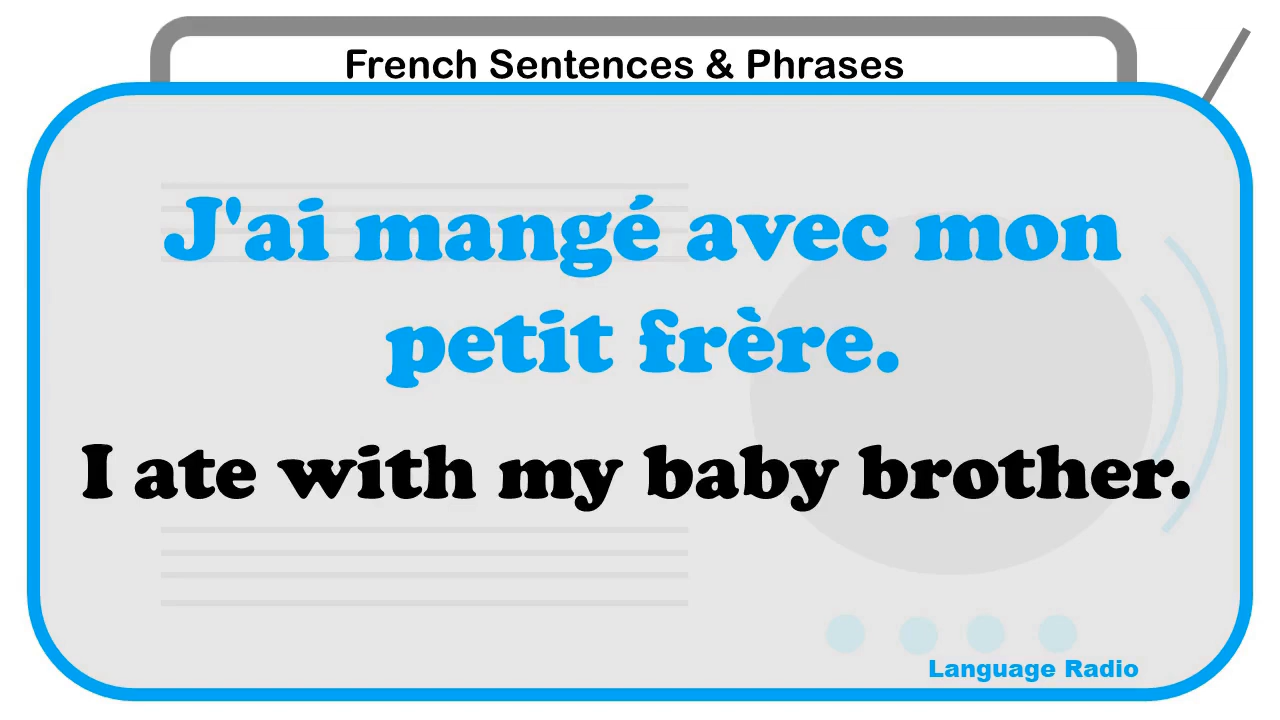 French Sentences & Phrases
J'ai mangé avec mon
petit frère.
I ate with my baby brother.
Language Radio